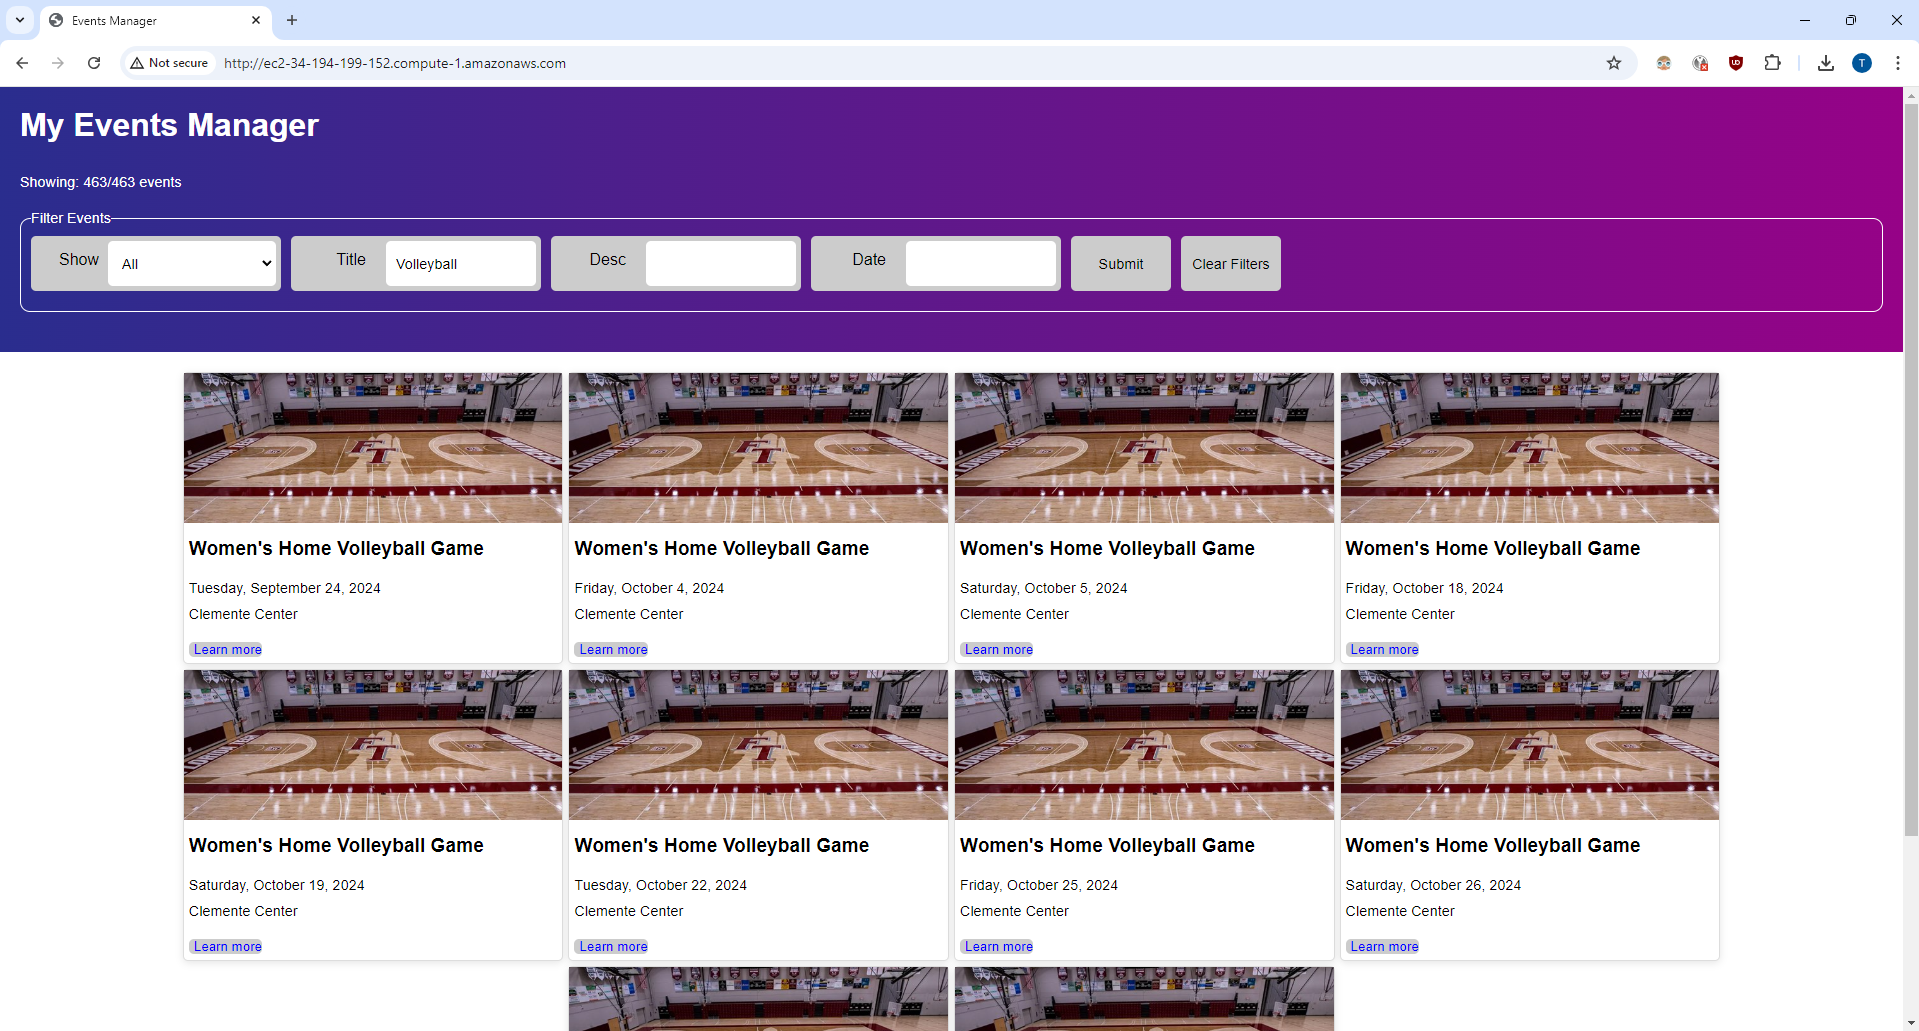 Events Manager
Not secure
http://ec2-34-194-199-152.compute-1.amazonaws.com
T
My Events Manager
Showing: 463/463 events
Filter Events
Show All Title Volleyball Desc Date Submit Clear Filters
Women's Home Volleyball Game
Tuesday, September 24, 2024
Clemente Center
Learn more
Women's Home Volleyball Game
Friday, October 4, 2024
Clemente Center
Learn more
Women's Home Volleyball Game
Saturday, October 5, 2024
Clemente Center
Learn more
Women's Home Volleyball Game
Friday, October 18, 2024
Clemente Center
Learn more
Women's Home Volleyball Game
Saturday, October 19, 2024
Clemente Center
Learn more
Women's Home Volleyball Game
Tuesday, October 22, 2024
Clemente Center
Learn more
Women's Home Volleyball Game
Friday, October 25, 2024
Clemente Center
Learn more
Women's Home Volleyball Game
Saturday, October 26, 2024
Clemente Center
Learn more